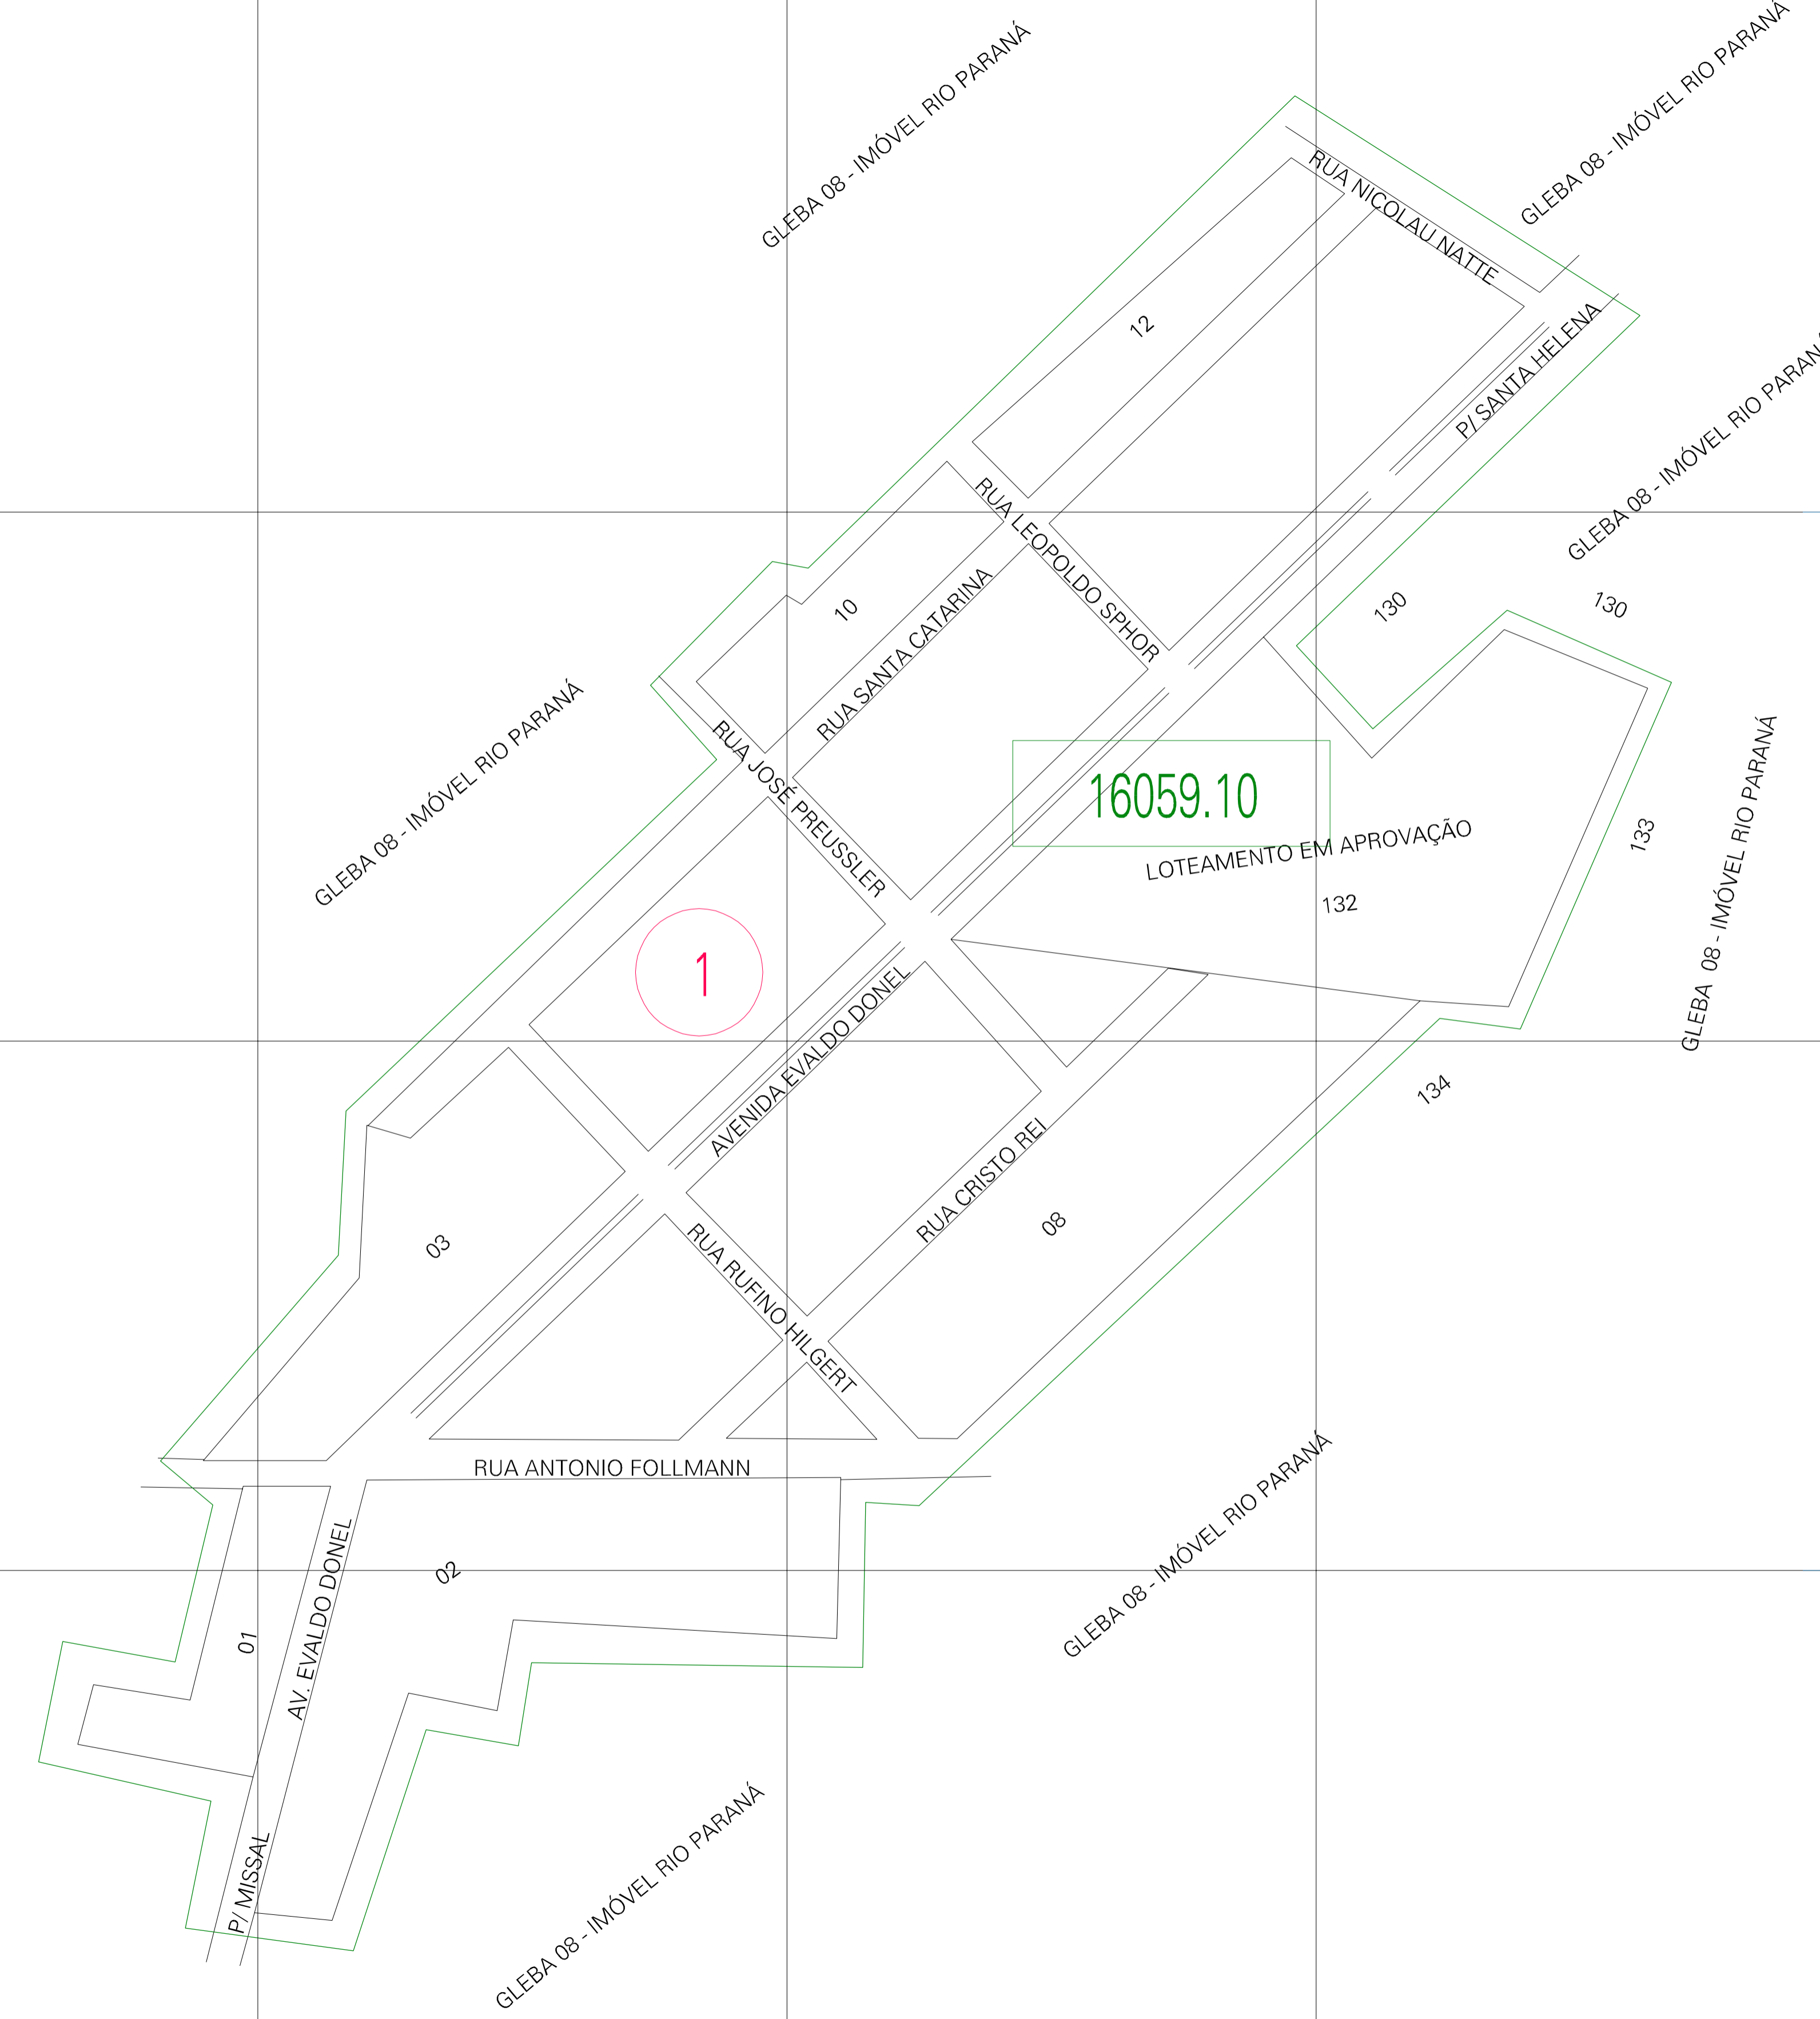 GLEBA 08 - IMÓVEL RIO PARANÁ
GLEBA 08 - IMÓVEL RIO PARANÁ
RUA NICOLAU NATTE
12
P/ SANTA HELENA
GLEBA 08 - IMÓVEL RIO PARANÁ
RUA LEOPOLDO SPHOR
10
130
130
RUA SANTA CATARINA
GLEBA 08 - IMÓVEL RIO PARANÁ
RUA JOSÉ PREUSSLER
16059.10
LOTEAMENTO EM APROVAÇÃO
133
132
GLEBA 08 - IMÓVEL RIO PARANÁ
1
AVENIDA EVALDO DONEL
134
RUA CRISTO REI
03
08
RUA RUFINO HILGERT
RUA ANTONIO FOLLMANN
GLEBA 08 - IMÓVEL RIO PARANÁ
02
01
AV. EVALDO DONEL
P/ MISSAL
GLEBA 08 - IMÓVEL RIO PARANÁ